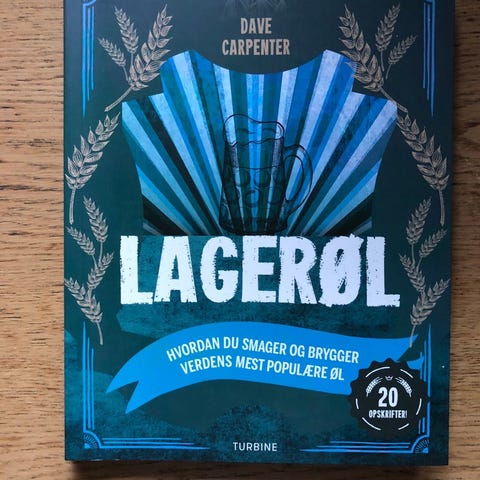 DAVE
CARPENTER
LAGERØL
HVORDAN DU SMAGER OG BRYGGER
VERDENS MEST POPULÆRE ØL
20
OPSKRIFTER!
TURBINE